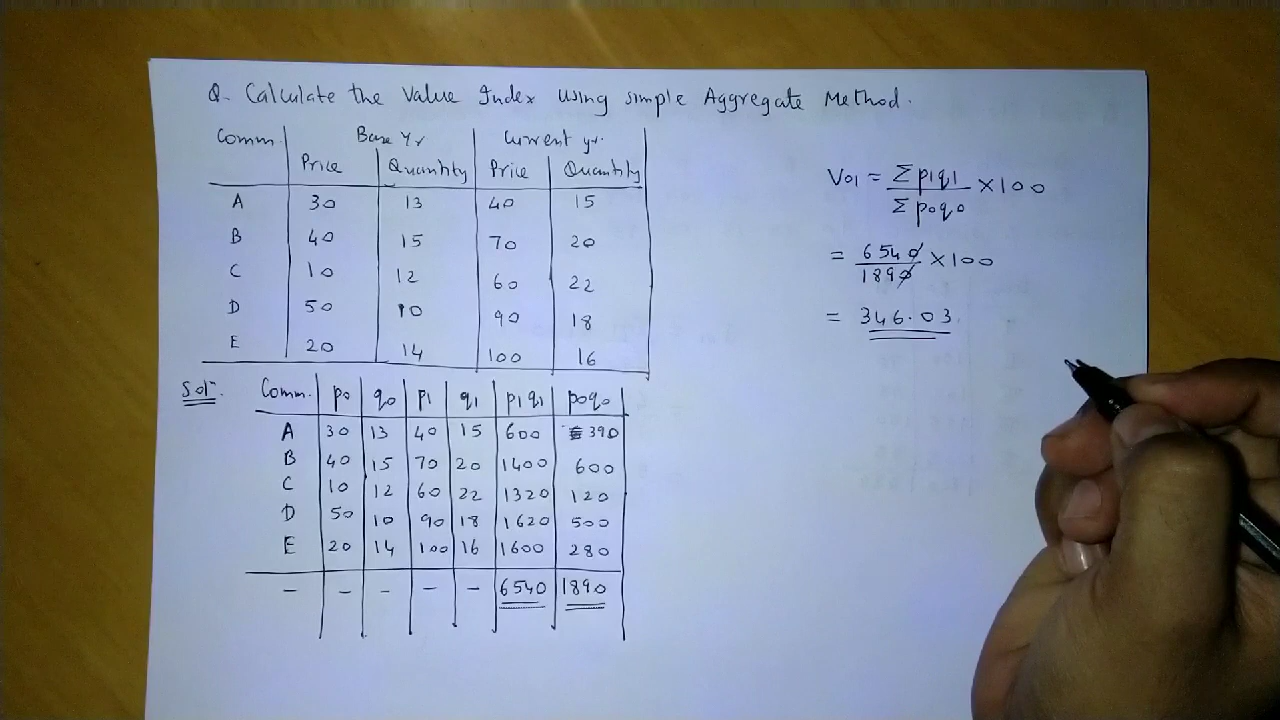 Q. Calculate the Value Index using simple Aggregate Method.
Comm. Base Yr Current yr.
Price Quantity Price Quantity
A 30 13 40 15
B 40 15 70 20
C 10 12 60 22
D 50 10 90 18
E 20 14 100 16
Sol.
Comm. p0 q0 p1 q1 p1q1 p0q0
A 30 13 40 15 600 390
B 40 15 70 20 1400 600
C 10 12 60 22 1320 120
D 50 10 90 18 1620 500
E 20 14 100 16 1600 280
– – – – – 6540 1890
V01 = Σp1q1 / Σp0q0 × 100
= 6540 / 1890 × 100
= 346.03